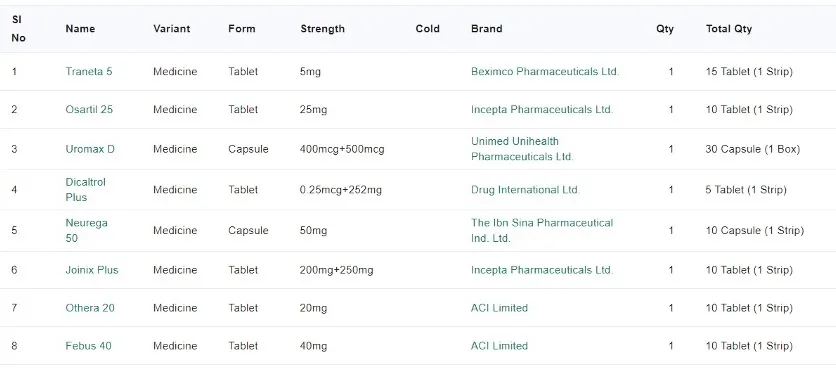 Sl No Name Variant Form Strength Cold Brand Qty Total Qty
1 Traneta 5 Medicine Tablet 5mg Beximco Pharmaceuticals Ltd. 1 15 Tablet (1 Strip)
2 Osartil 25 Medicine Tablet 25mg Incepta Pharmaceuticals Ltd. 1 10 Tablet (1 Strip)
3 Uromax D Medicine Capsule 400mcg+500mcg Unimed Unihealth Pharmaceuticals Ltd. 1 30 Capsule (1 Box)
4 Dicaltrol Plus Medicine Tablet 0.25mcg+252mg Drug International Ltd. 1 5 Tablet (1 Strip)
5 Neurega 50 Medicine Capsule 50mg The Ibn Sina Pharmaceutical Ind. Ltd. 1 10 Capsule (1 Strip)
6 Joinix Plus Medicine Tablet 200mg+250mg Incepta Pharmaceuticals Ltd. 1 10 Tablet (1 Strip)
7 Othera 20 Medicine Tablet 20mg ACI Limited 1 10 Tablet (1 Strip)
8 Febus 40 Medicine Tablet 40mg ACI Limited 1 10 Tablet (1 Strip)